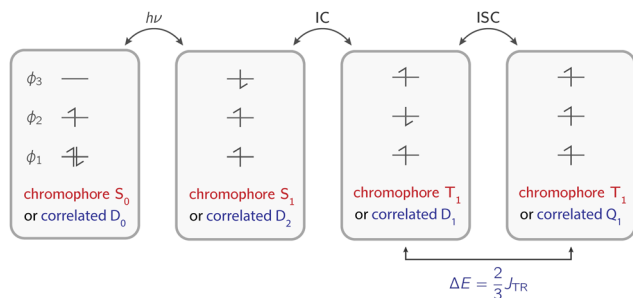 hν IC ISC
ϕ3
ϕ2
ϕ1
chromophore S0
or correlated D0
chromophore S1
or correlated D2
chromophore T1
or correlated D1
chromophore T1
or correlated Q1
ΔE = 2/3 JTR